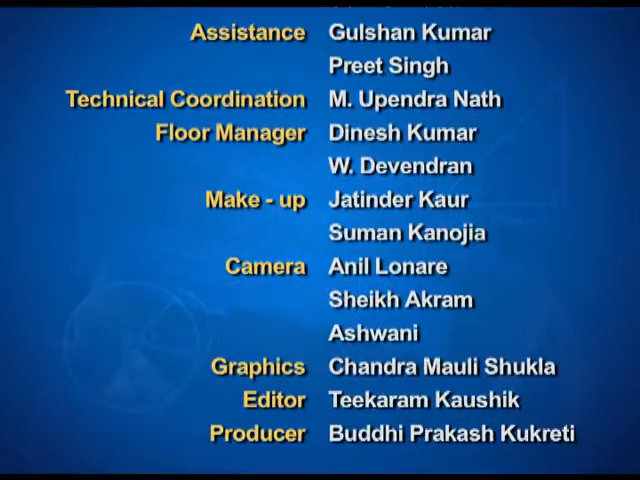 Assistance Gulshan Kumar
Preet Singh
Technical Coordination M. Upendra Nath
Floor Manager Dinesh Kumar
W. Devendran
Make - up Jatinder Kaur
Suman Kanojia
Camera Anil Lonare
Sheikh Akram
Ashwani
Graphics Chandra Mauli Shukla
Editor Teekaram Kaushik
Producer Buddhi Prakash Kukreti